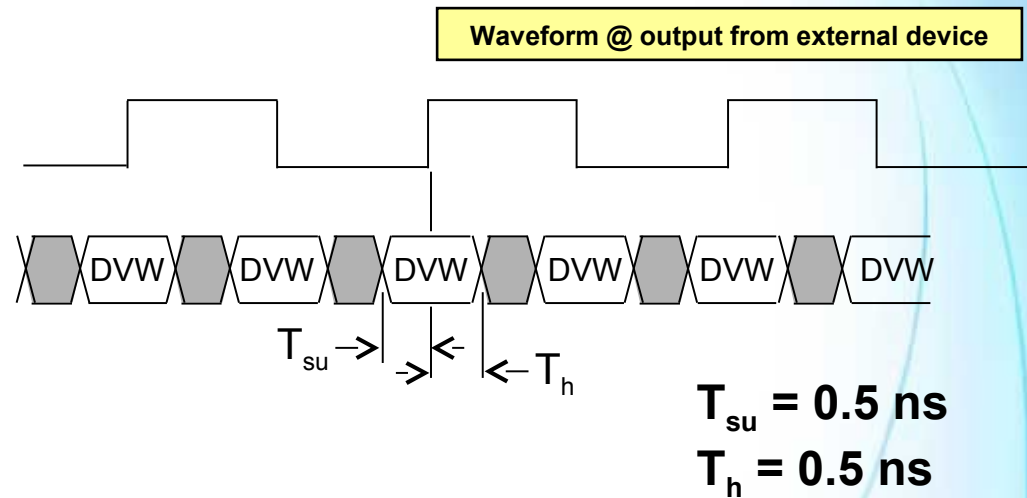 Waveform @ output from external device
DVW DVW DVW DVW DVW DVW
Tsu
Th
Tsu = 0.5 ns
Th = 0.5 ns